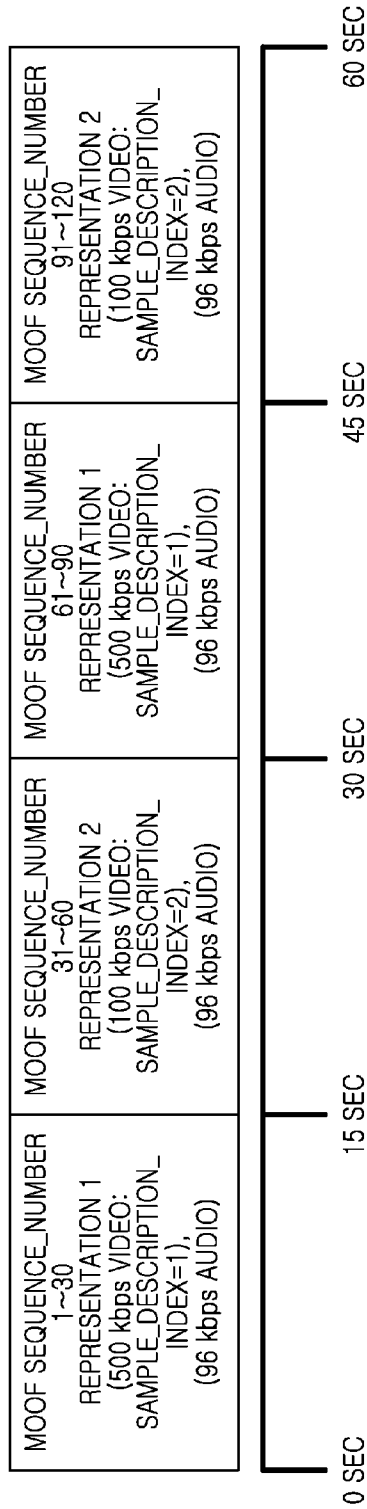 MOOF SEQUENCE_NUMBER
1~30
REPRESENTATION 1
(500 kbps VIDEO:
SAMPLE_DESCRIPTION_
INDEX=1),
(96 kbps AUDIO)
MOOF SEQUENCE_NUMBER
31~60
REPRESENTATION 2
(100 kbps VIDEO:
SAMPLE_DESCRIPTION_
INDEX=2),
(96 kbps AUDIO)
MOOF SEQUENCE_NUMBER
61~90
REPRESENTATION 1
(500 kbps VIDEO:
SAMPLE_DESCRIPTION_
INDEX=1),
(96 kbps AUDIO)
MOOF SEQUENCE_NUMBER
91~120
REPRESENTATION 2
(100 kbps VIDEO:
SAMPLE_DESCRIPTION_
INDEX=2),
(96 kbps AUDIO)
0 SEC
15 SEC
30 SEC
45 SEC
60 SEC